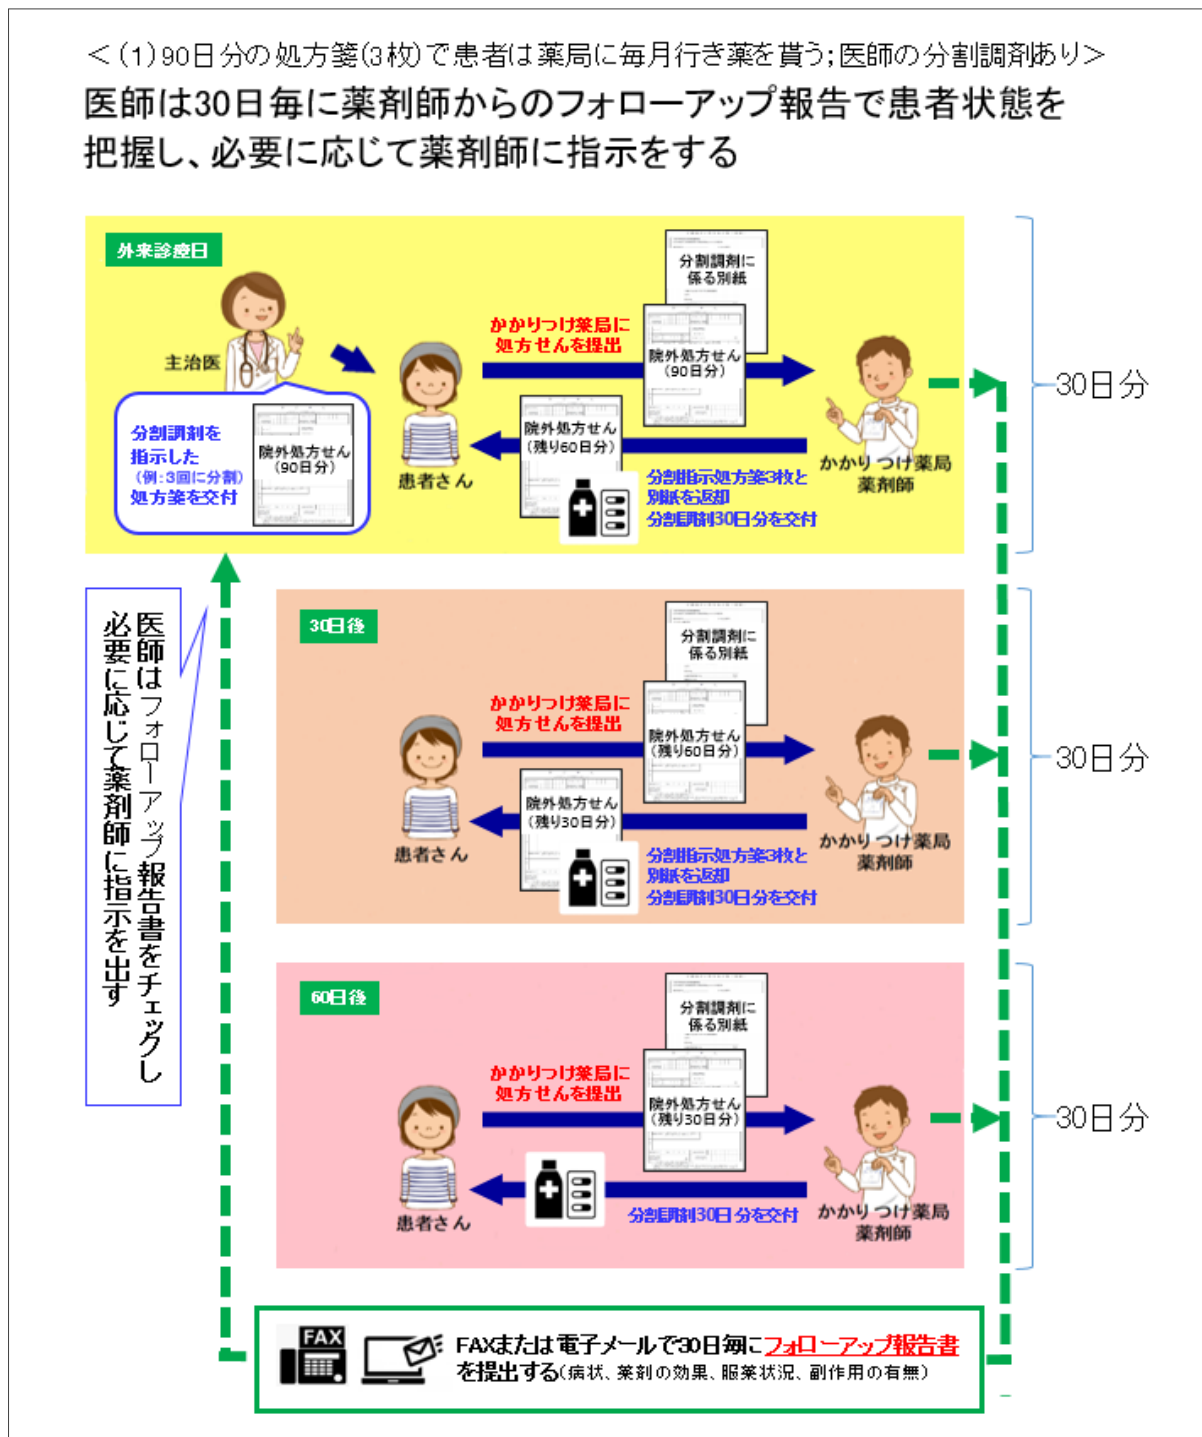 ＜(1)90日分の処方箋(3枚)で患者は薬局に毎月行き薬を貰う;医師の分割調剤あり＞
医師は30日毎に薬剤師からのフォローアップ報告で患者状態を
把握し、必要に応じて薬剤師に指示をする
外来診療日
主治医
分割調剤を
指示した
(例:3回に分割)
処方箋を交付
院外処方せん
(90日分)
患者さん
かかりつけ薬局に
処方せんを提出
分割調剤に
係る別紙
院外処方せん
(90日分)
院外処方せん
(残り60日分)
分割指示処方箋3枚と
別紙を返却
分割調剤30日分を交付
かかりつけ薬局
薬剤師
30日分
医師はフォローアップ報告書をチェックし
必要に応じて薬剤師に指示を出す
30日後
患者さん
かかりつけ薬局に
処方せんを提出
分割調剤に
係る別紙
院外処方せん
(残り60日分)
院外処方せん
(残り30日分)
分割指示処方箋3枚と
別紙を返却
分割調剤30日分を交付
かかりつけ薬局
薬剤師
30日分
60日後
患者さん
かかりつけ薬局に
処方せんを提出
分割調剤に
係る別紙
院外処方せん
(残り30日分)
分割調剤30日分を交付
かかりつけ薬局
薬剤師
30日分
FAX
FAXまたは電子メールで30日毎にフォローアップ報告書
を提出する(病状、薬剤の効果、服薬状況、副作用の有無)